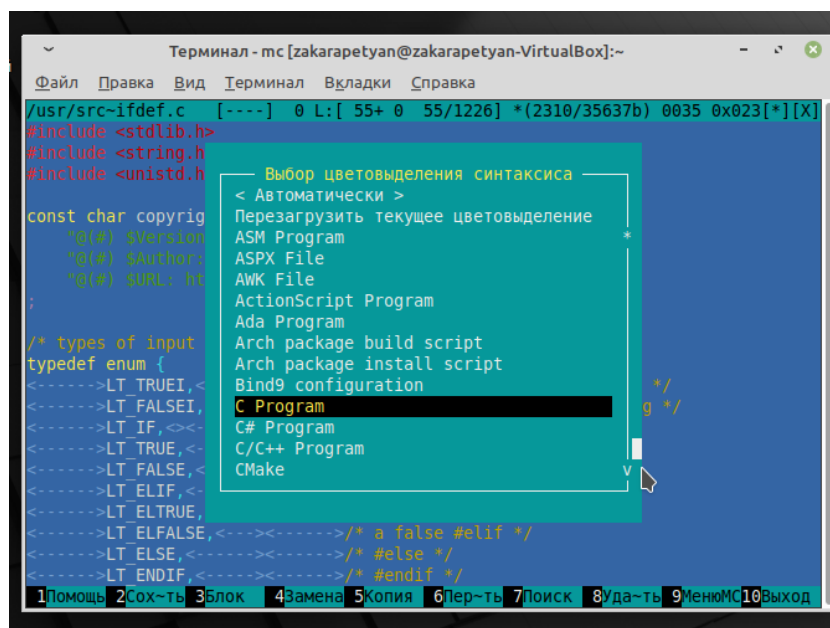 Терминал - mc [zakarapetyan@zakarapetyan-VirtualBox]:~
Файл Правка Вид Терминал Вкладки Справка
/usr/src~ifdef.c [----] 0 L:[ 55+ 0 55/1226] *(2310/35637b) 0035 0x023[*][X]
#include <stdlib.h>
#include <string.h
#include <unistd.h
Выбор цветовыделения синтаксиса
< Автоматически >
const char copyrig Перезагрузить текущее цветовыделение
"@(#) $Version ASM Program *
"@(#) $Author: ASPX File
"@(#) $URL: ht AWK File
; ActionScript Program
Ada Program
/* types of input Arch package build script
typedef enum { Arch package install script
<------>LT_TRUEI,< Bind9 configuration */
<------>LT_FALSEI, C Program g */
<------>LT_IF,<><- C# Program
<------>LT_TRUE,<- C/C++ Program
<------>LT_FALSE,< CMake v
<------>LT_ELIF,<-
<------>LT_ELTRUE,
<------>LT_ELFALSE,<---><------>/* a false #elif */
<------>LT_ELSE,<------><------>/* #else */
<------>LT_ENDIF,<------><------>/* #endif */
1Помощь 2Сох~ть 3Блок 4Замена 5Копия 6Пер~ть 7Поиск 8Уда~ть 9МенюMC10Выход